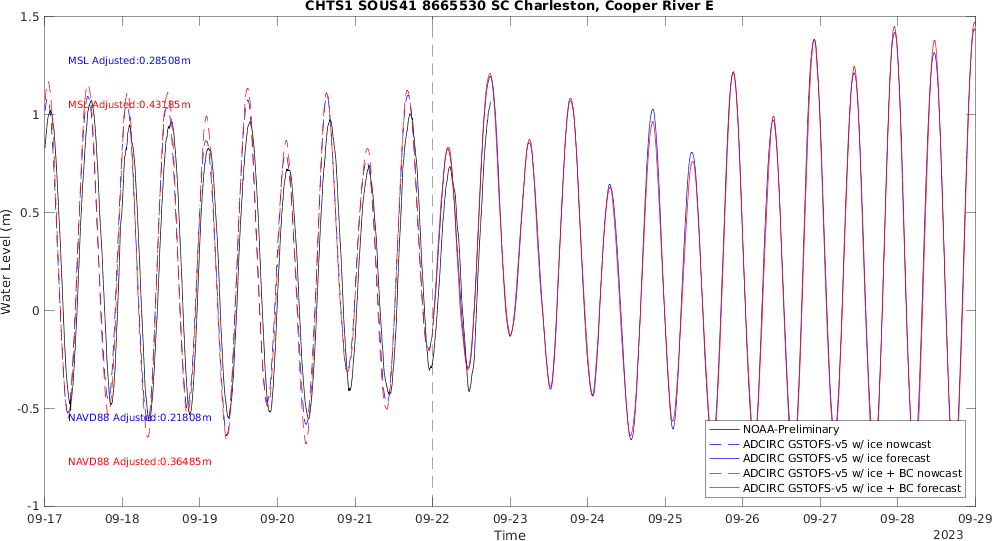 CHTS1 SOUS41 8665530 SC Charleston, Cooper River E
1.5
MSL Adjusted:0.28508m
MSL Adjusted:0.43185m
1
0.5
Water Level (m)
0
-0.5
NAVD88 Adjusted:0.21808m
NAVD88 Adjusted:0.36485m
-1
NOAA-Preliminary
ADCIRC GSTOFS-v5 w/ ice nowcast
ADCIRC GSTOFS-v5 w/ ice forecast
ADCIRC GSTOFS-v5 w/ ice + BC nowcast
ADCIRC GSTOFS-v5 w/ ice + BC forecast
09-17 09-18 09-19 09-20 09-21 09-22 09-23 09-24 09-25 09-26 09-27 09-28 09-29
Time
2023